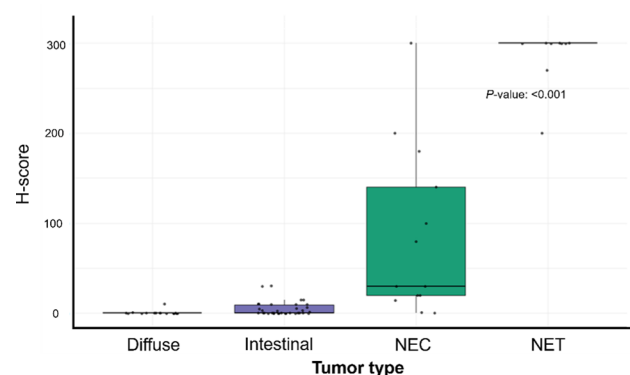 300
P-value: <0.001
200
H-score
100
0
Diffuse Intestinal NEC NET
Tumor type